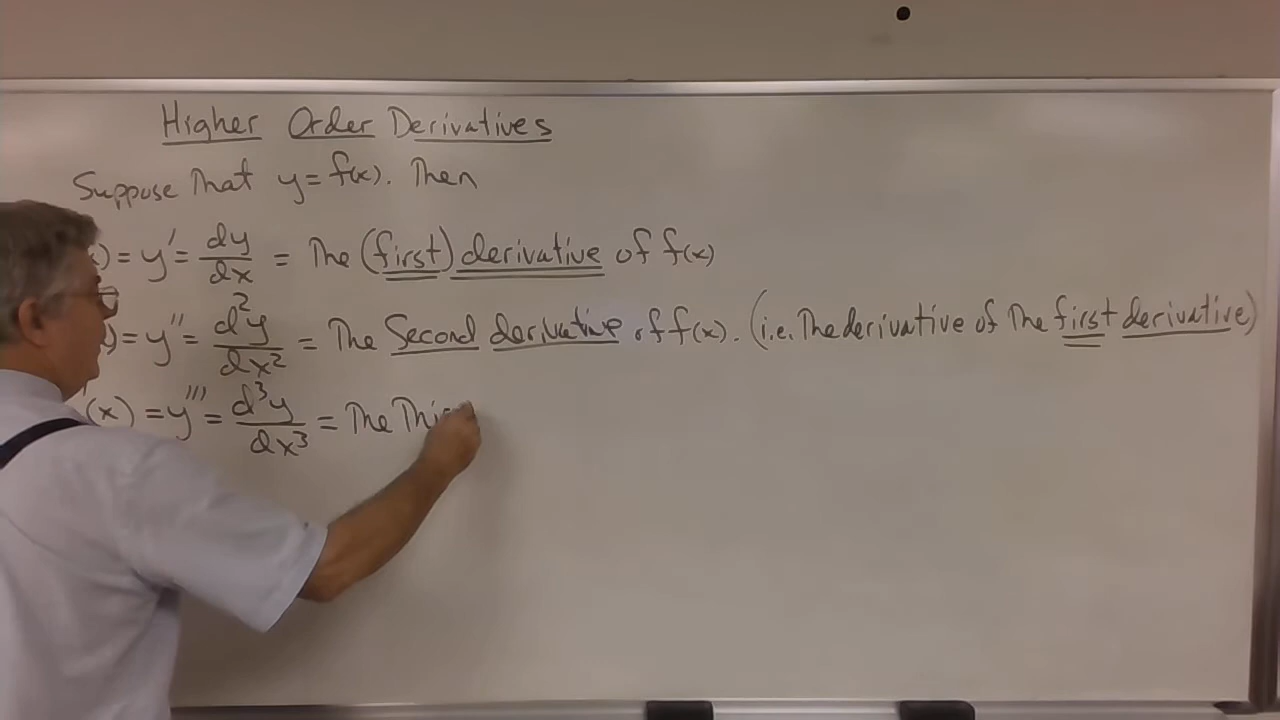 Higher Order Derivatives
Suppose That y = f(x). Then
) = y' = dy/dx = The (first) derivative of f(x)
) = y'' = d²y/dx² = The Second derivative of f(x). (i.e. The derivative of The first derivative)
(x) = y''' = d³y/dx³ = The Thi